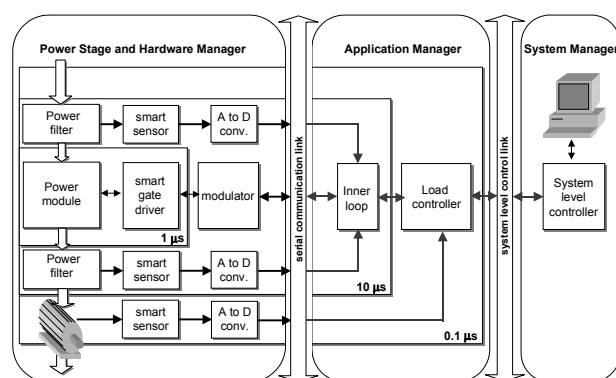 Power Stage and Hardware Manager
Application Manager
System Manager
Power
filter
smart
sensor
A to D
conv.
Power
module
smart
gate
driver
modulator
1 µs
Power
filter
smart
sensor
A to D
conv.
10 µs
smart
sensor
A to D
conv.
0.1 µs
serial communication link
Inner
loop
Load
controller
system level control link
System
level
controller